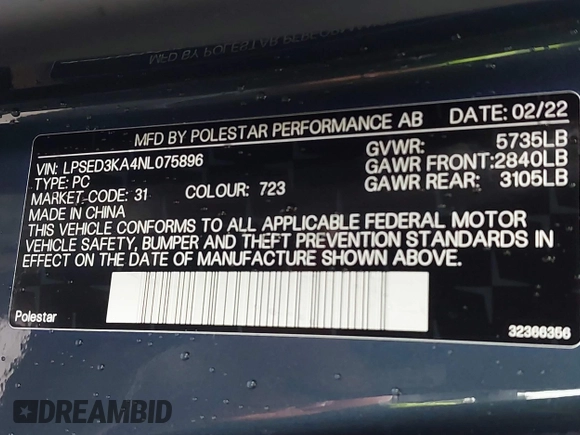 MFD BY POLESTAR PERFORMANCE AB DATE: 02/22
VIN: LPSED3KA4NL075896 GVWR: 5735LB
TYPE: PC GAWR FRONT: 2840LB
MARKET CODE: 31 COLOUR: 723 GAWR REAR: 3105LB
MADE IN CHINA
THIS VEHICLE CONFORMS TO ALL APPLICABLE FEDERAL MOTOR
VEHICLE SAFETY, BUMPER AND THEFT PREVENTION STANDARDS IN
EFFECT ON THE DATE OF MANUFACTURE SHOWN ABOVE.
Polestar 32366356
DREAMBID